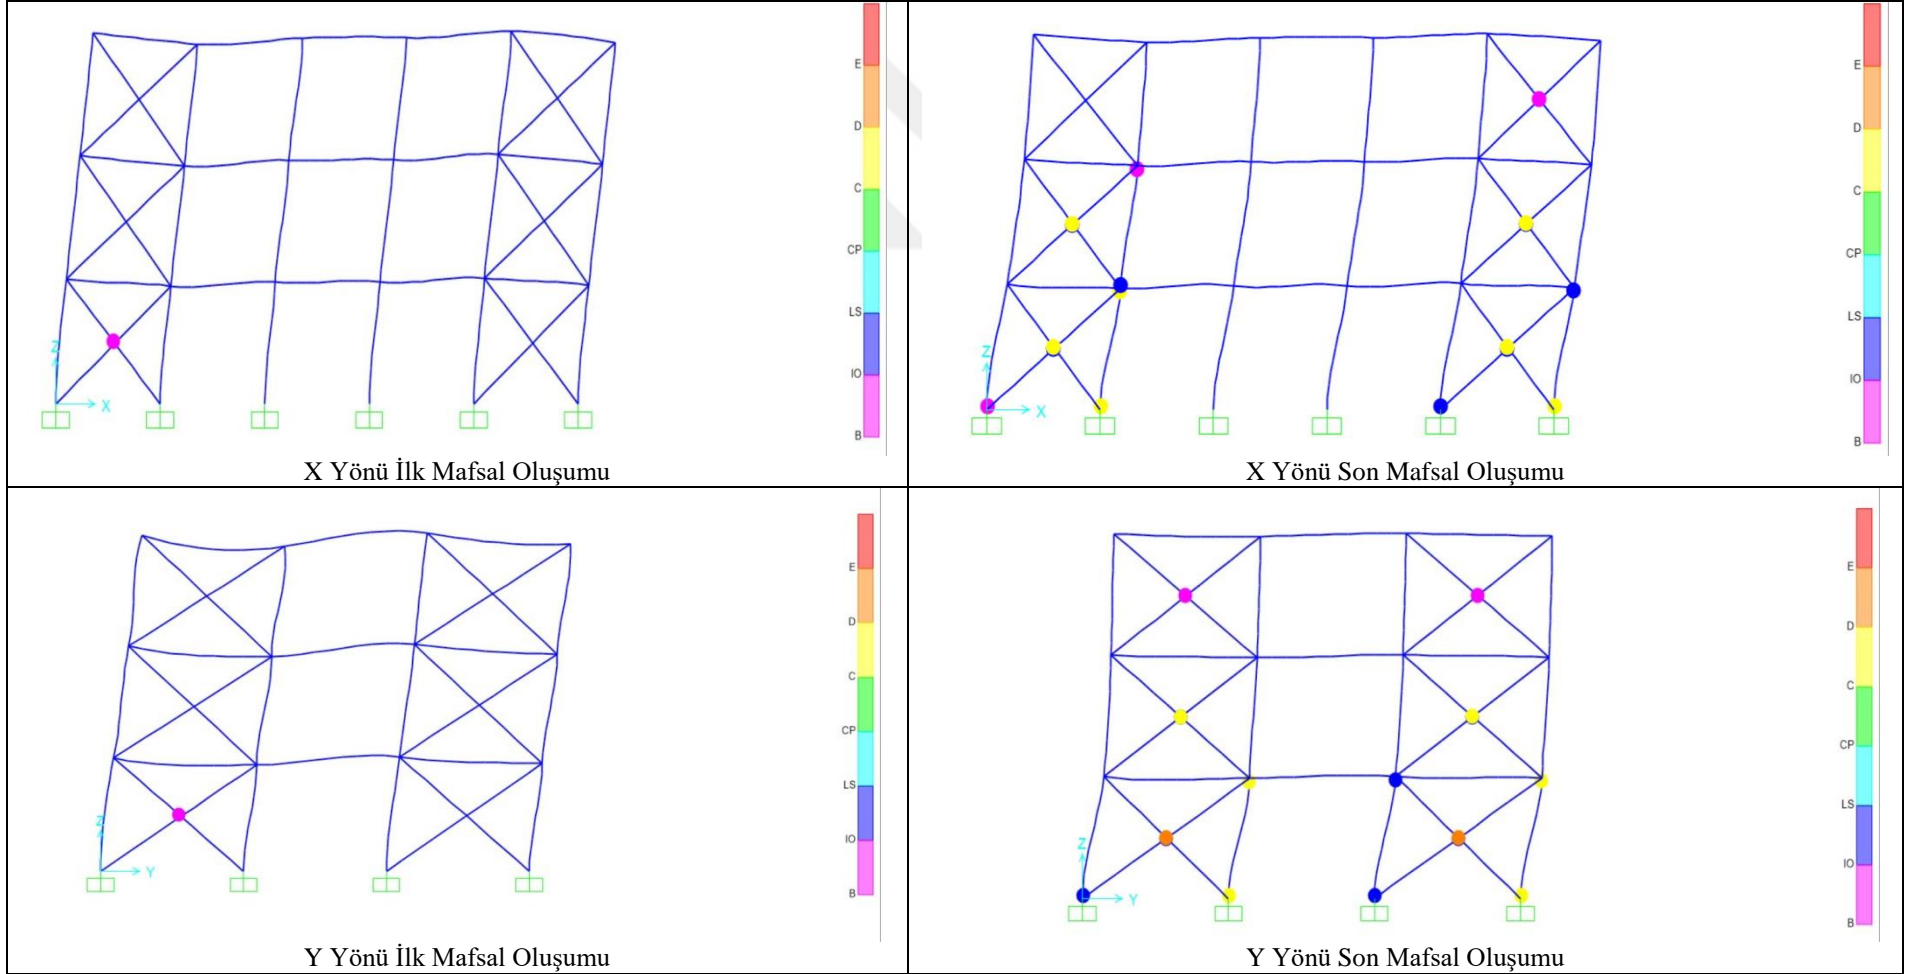 E
D
C
CP
LS
IO
B
Z
X
X Yönü İlk Mafsal Oluşumu
E
D
C
CP
LS
IO
B
Z
X
X Yönü Son Mafsal Oluşumu
E
D
C
CP
LS
IO
B
Z
Y
Y Yönü İlk Mafsal Oluşumu
E
D
C
CP
LS
IO
B
Z
Y
Y Yönü Son Mafsal Oluşumu